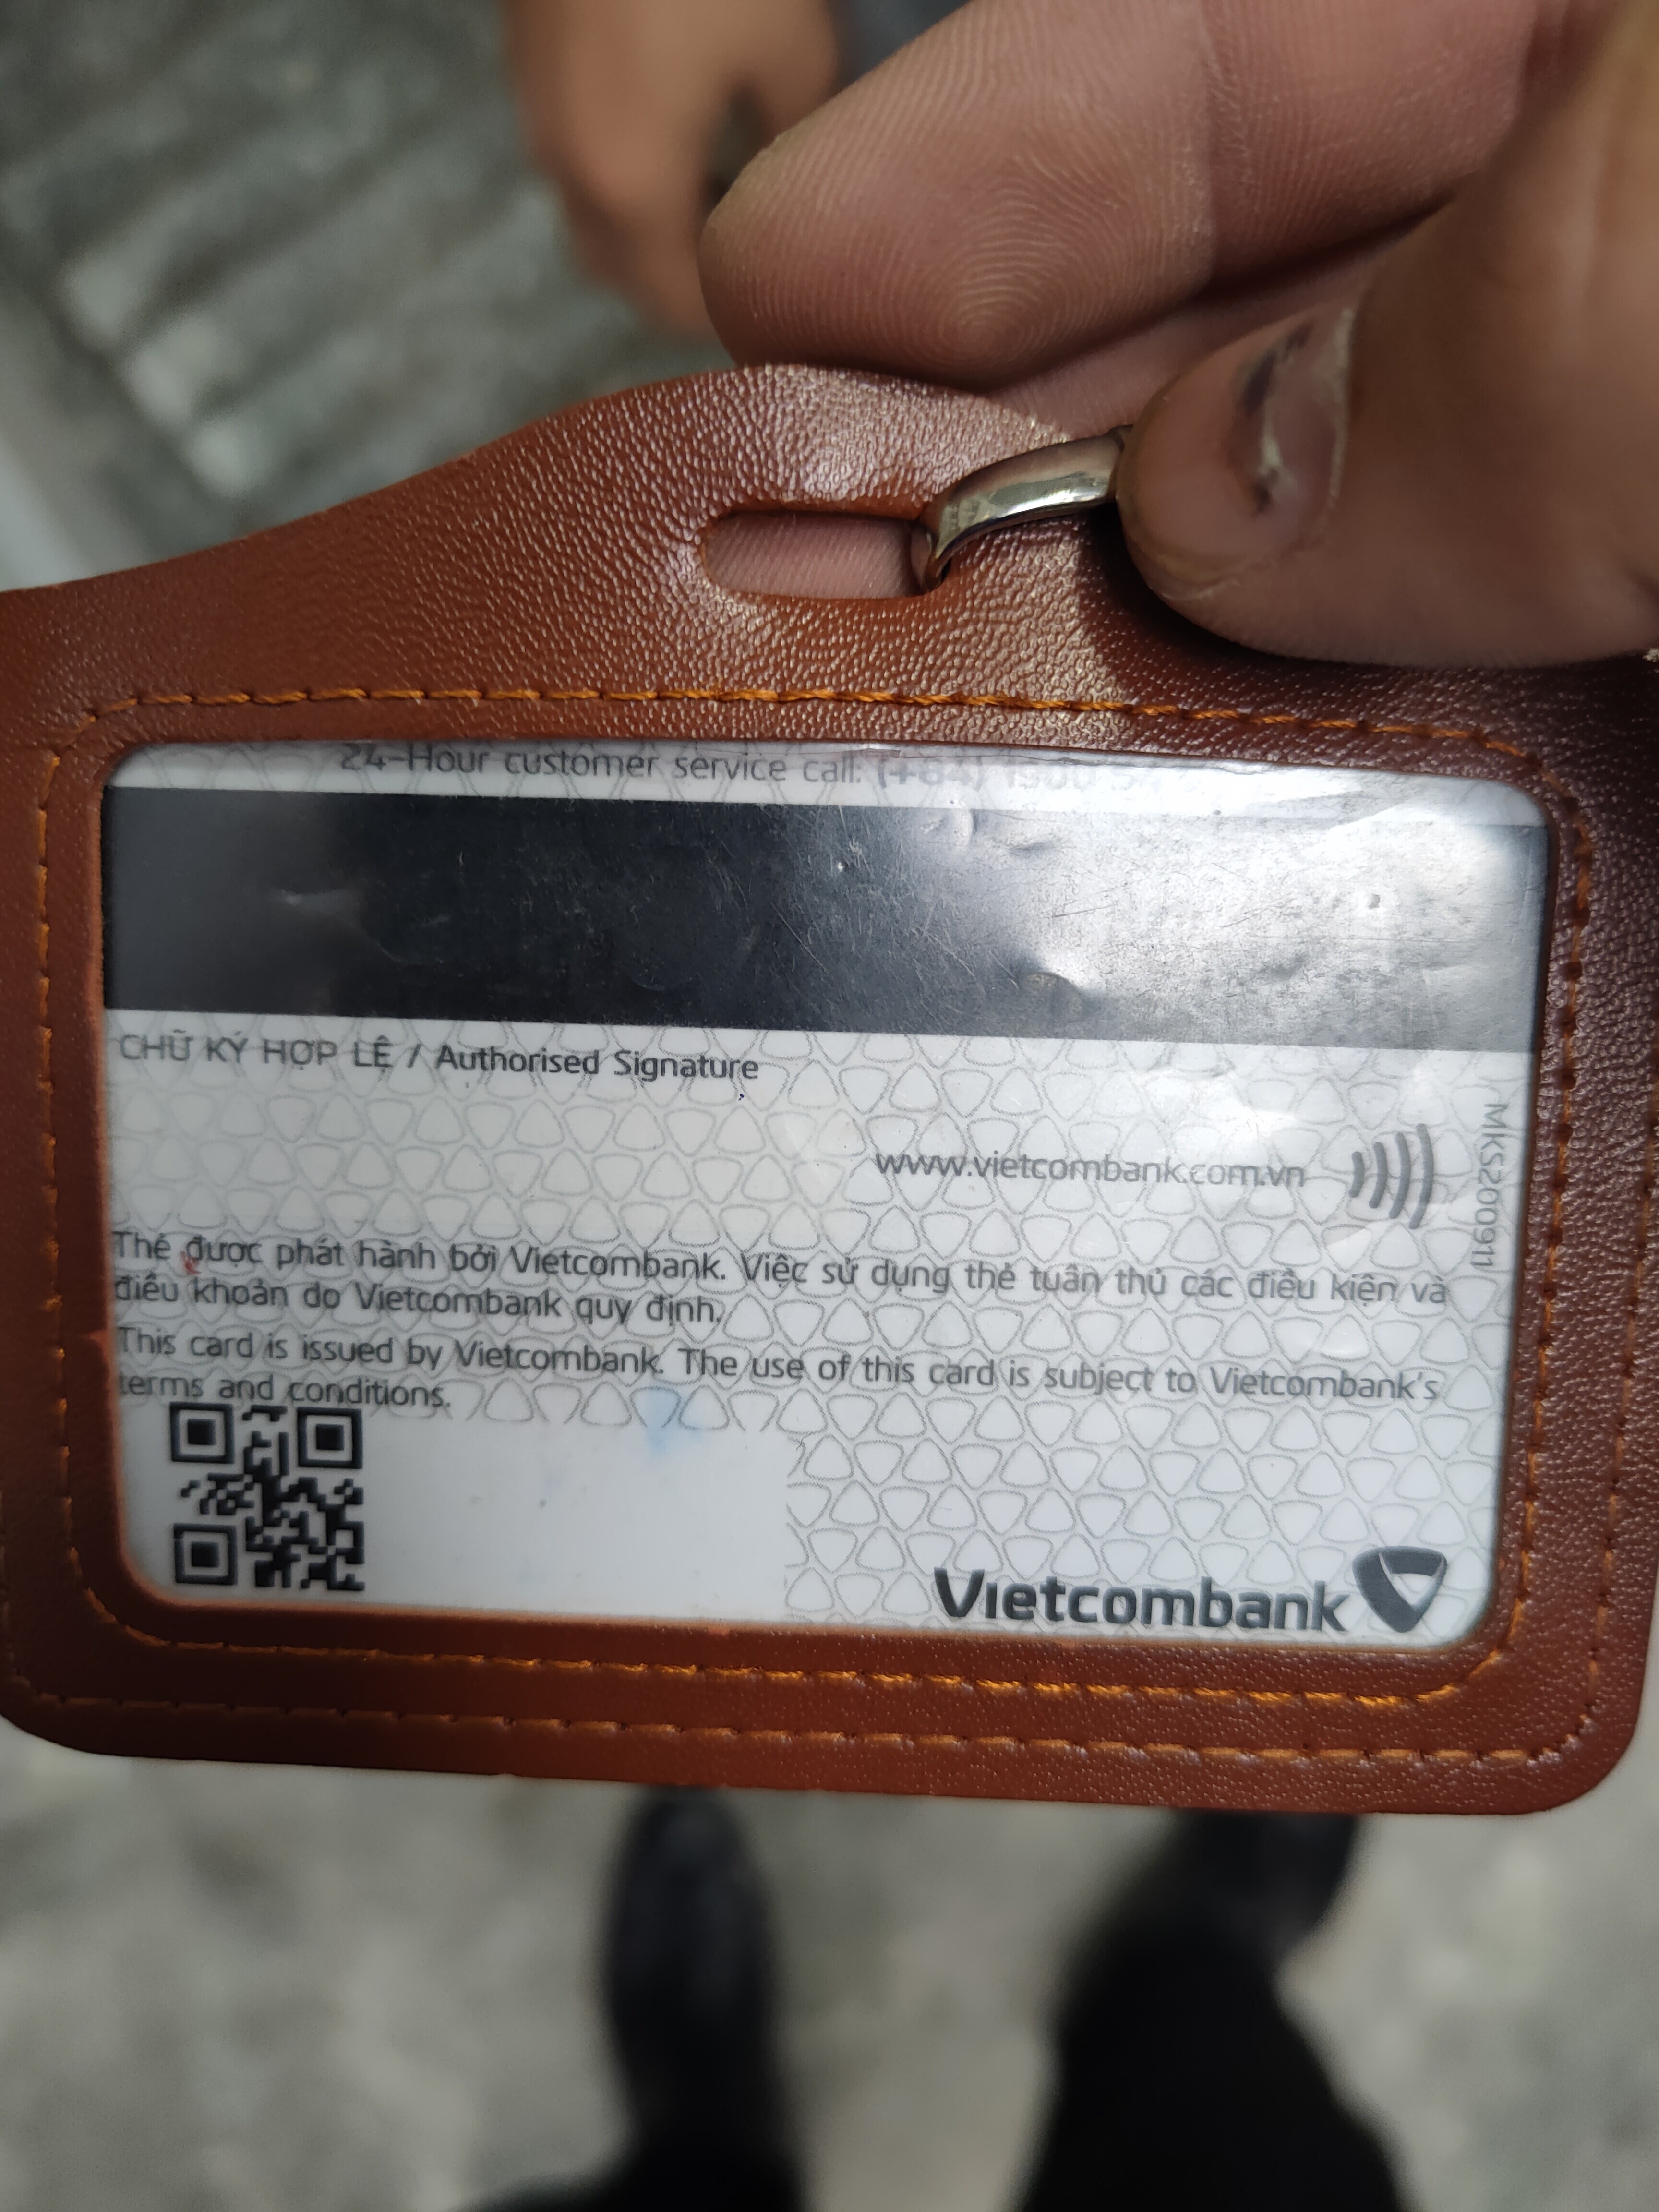 24-Hour customer service call: (+84) 1900
CHỮ KÝ HỢP LỆ / Authorised Signature
www.vietcombank.com.vn
MKS200911
Thẻ được phát hành bởi Vietcombank. Việc sử dụng thẻ tuân thủ các điều kiện và
điều khoản do Vietcombank quy định.
This card is issued by Vietcombank. The use of this card is subject to Vietcombank's
terms and conditions.
Vietcombank